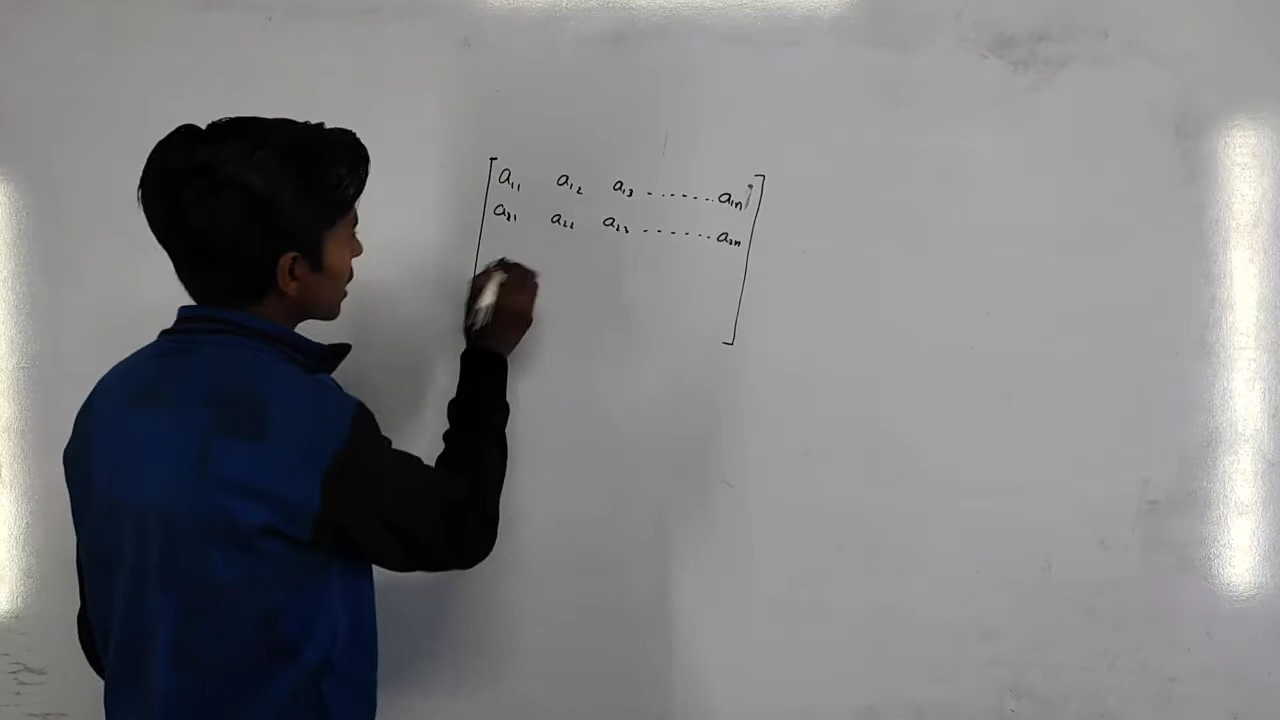 a₁₁ a₁₂ a₁₃ ....... a₁n
a₂₁ a₂₂ a₂₃ ....... a₂n